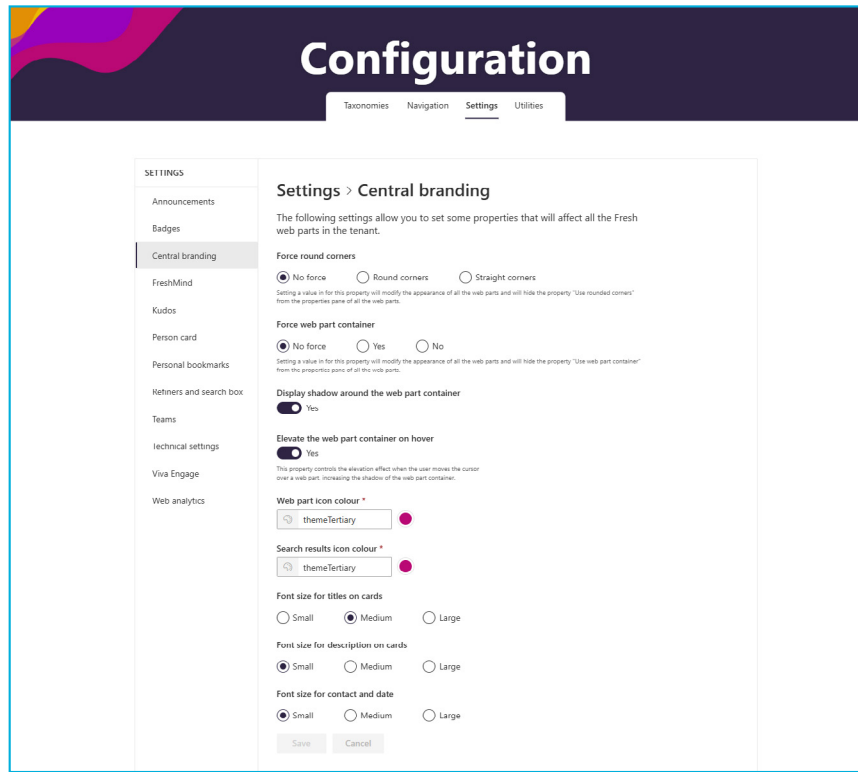 Configuration
Taxonomies Navigation Settings Utilities
SETTINGS
Announcements
Badges
Central branding
FreshMind
Kudos
Person card
Personal bookmarks
Refiners and search box
Teams
Technical settings
Viva Engage
Web analytics
Settings > Central branding
The following settings allow you to set some properties that will affect all the Fresh
web parts in the tenant.
Force round corners
No force Round corners Straight corners
Setting a value in for this property will modify the appearance of all the web parts and will hide the property "Use rounded corners"
from the properties pane of all the web parts.
Force web part container
No force Yes No
Setting a value in for this property will modify the appearance of all the web parts and will hide the property "Use web part container"
from the properties pane of all the web parts.
Display shadow around the web part container
Yes
Elevate the web part container on hover
Yes
This property controls the elevation effect when the user moves the cursor
over a web part, increasing the shadow of the web part container.
Web part icon colour *
themeTertiary
Search results icon colour *
themeTertiary
Font size for titles on cards
Small Medium Large
Font size for description on cards
Small Medium Large
Font size for contact and date
Small Medium Large
Save Cancel